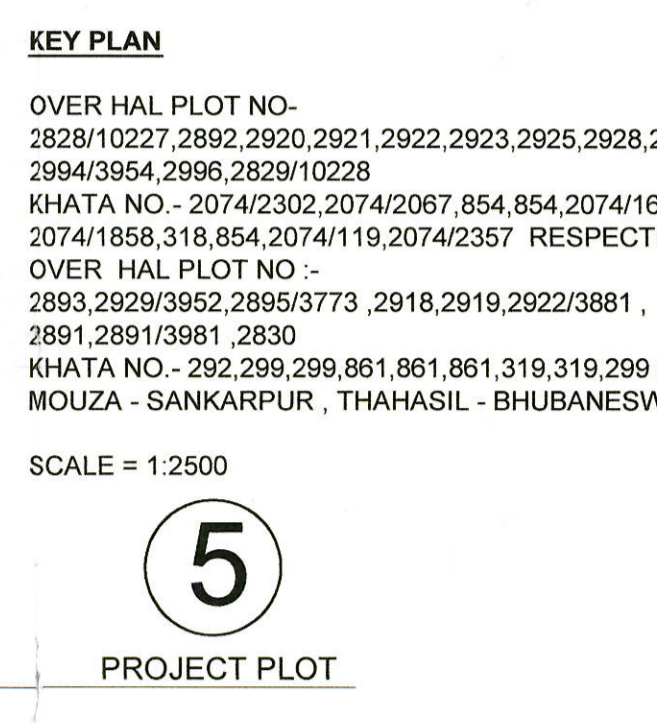 KEY PLAN
OVER HAL PLOT NO-
2828/10227,2892,2920,2921,2922,2923,2925,2928,2
2994/3954,2996,2829/10228
KHATA NO.- 2074/2302,2074/2067,854,854,2074/16
2074/1858,318,854,2074/119,2074/2357 RESPECT
OVER HAL PLOT NO :-
2893,2929/3952,2895/3773 ,2918,2919,2922/3881 ,
2891,2891/3981 ,2830
KHATA NO.- 292,299,299,861,861,861,319,319,299
MOUZA - SANKARPUR , THAHASIL - BHUBANESW
SCALE = 1:2500
5
PROJECT PLOT